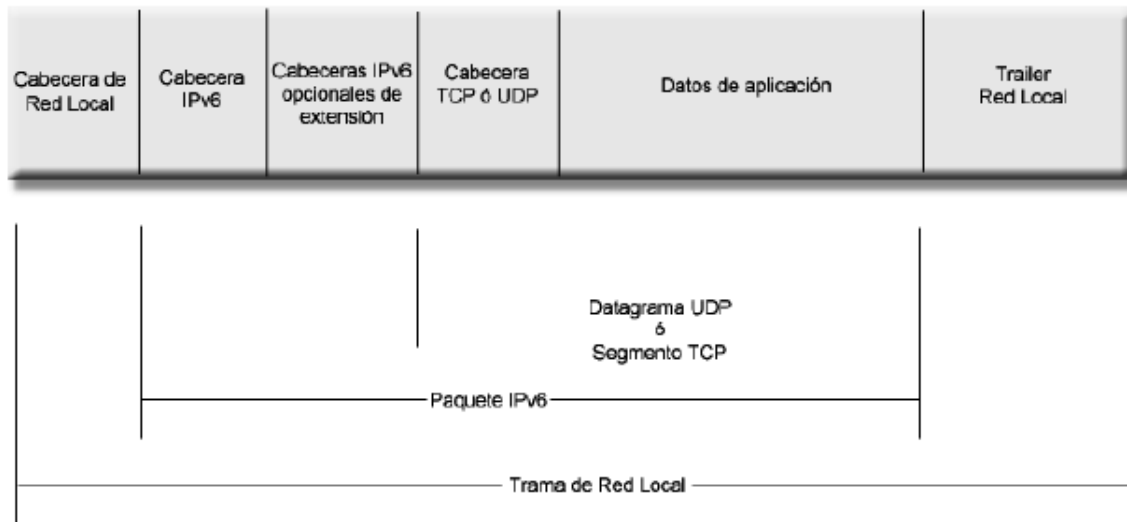 Cabecera de
Red Local
Cabecera
IPv6
Cabeceras IPv6
opcionales de
extensión
Cabecera
TCP ó UDP
Datos de aplicación
Trailer
Red Local
Datagrama UDP
ó
Segmento TCP
Paquete IPv6
Trama de Red Local